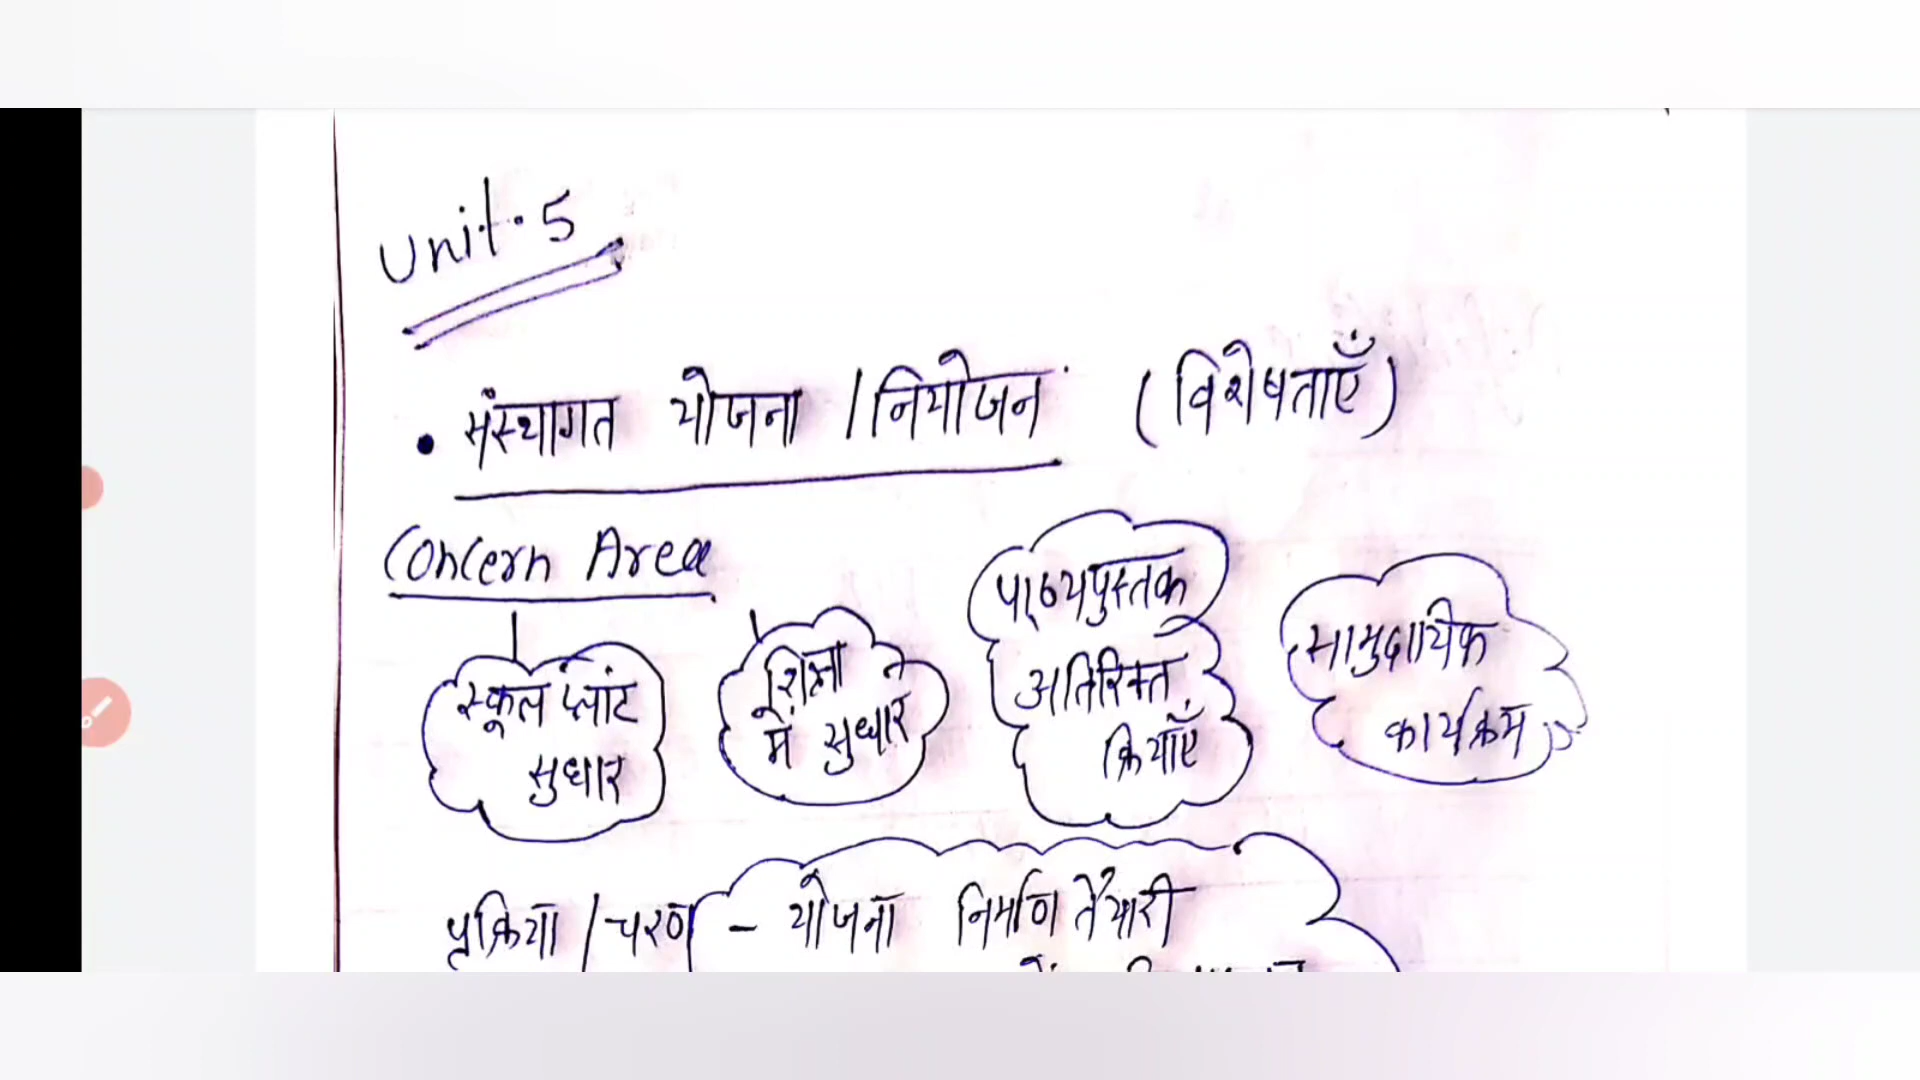 Unit. 5
• संस्थागत योजना / नियोजन (विशेषताएँ)
Concern Area
स्कूल प्लांट
सुधार
शिक्षा
में सुधार
पाठ्यपुस्तक
अतिरिक्त
क्रियाएँ
सामुदायिक
कार्यक्रम
प्रक्रिया / चरण - योजना निर्माण तैयारी